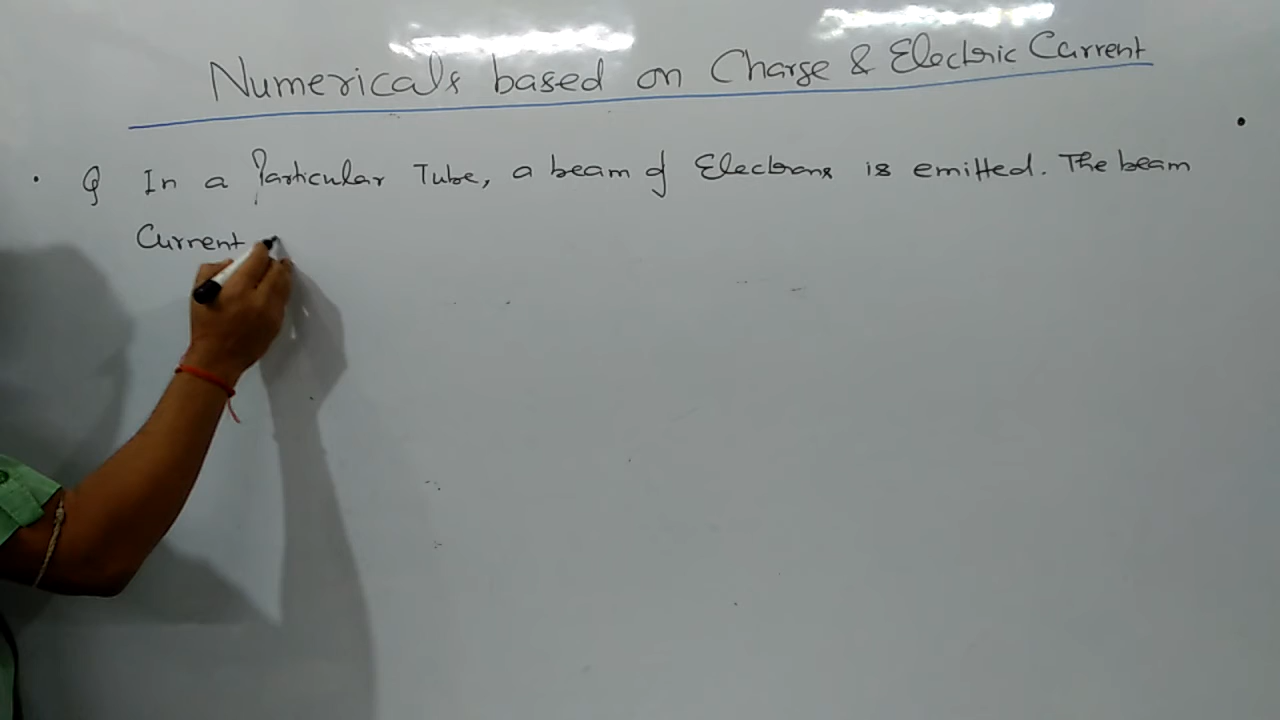 Numericals based on Charge & Electric Current
Q In a Particular Tube, a beam of Electrons is emitted. The beam
Current